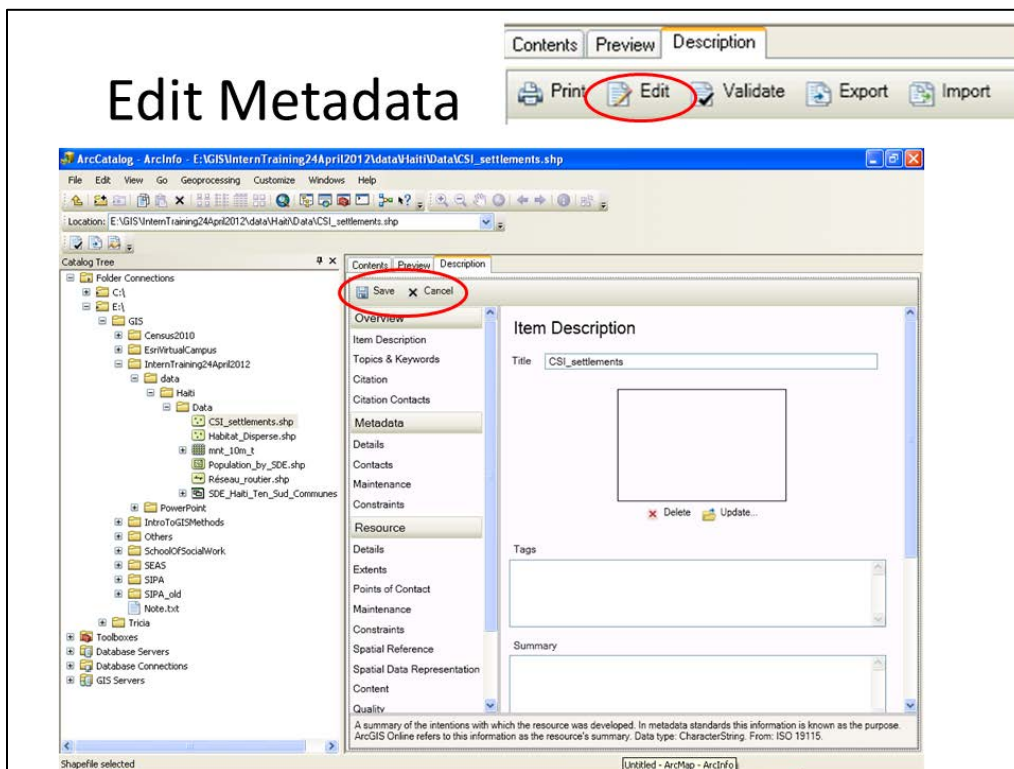 Edit Metadata
Contents Preview Description
Print Edit Validate Export Import
ArcCatalog - ArcInfo - E:\GIS\InternTraining24April2012\data\Haiti\Data\CSI_settlements.shp
File Edit View Go Geoprocessing Customize Windows Help
Location: E:\GIS\InternTraining24April2012\data\Haiti\Data\CSI_settlements.shp
Catalog Tree
Folder Connections
C:\
E:\
GIS
Census2010
EsriVirtualCampus
InternTraining24April2012
data
Haiti
Data
CSI_settlements.shp
Habitat_Disperse.shp
mnt_10m_t
Population_by_SDE.shp
Réseau_routier.shp
SDE_Haiti_Ten_Sud_Communes
PowerPoint
IntroToGISMethods
Others
SchoolOfSocialWork
SEAS
SIPA
SIPA_old
Note.txt
Tricia
Toolboxes
Database Servers
Database Connections
GIS Servers
Contents Preview Description
Save Cancel
Overview
Item Description
Topics & Keywords
Citation
Citation Contacts
Metadata
Details
Contacts
Maintenance
Constraints
Resource
Details
Extents
Points of Contact
Maintenance
Constraints
Spatial Reference
Spatial Data Representation
Content
Quality
Item Description
Title CSI_settlements
Delete Update...
Tags
Summary
A summary of the intentions with which the resource was developed. In metadata standards this information is known as the purpose.
ArcGIS Online refers to this information as the resource's summary. Data type: CharacterString. From: ISO 19115.
Shapefile selected
Untitled - ArcMap - ArcInfo